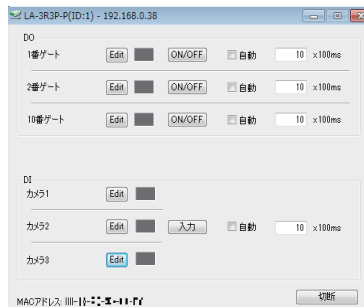 LA-3R3P-P(ID:1) - 192.168.0.38
DO
1番ゲート Edit ON/OFF 自動 10 x100ms
2番ゲート Edit ON/OFF 自動 10 x100ms
10番ゲート Edit ON/OFF 自動 10 x100ms
DI
カメラ1 Edit
カメラ2 Edit 入力 自動 10 x100ms
カメラ3 Edit
MACアドレス:
切断